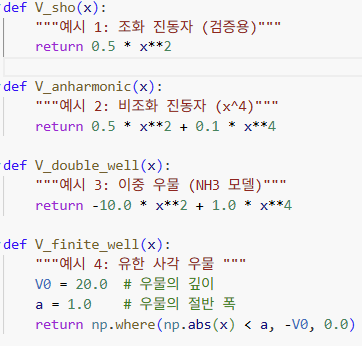 def V_sho(x):
    """예시 1: 조화 진동자 (검증용)"""
    return 0.5 * x**2
def V_anharmonic(x):
    """예시 2: 비조화 진동자 (x^4)"""
    return 0.5 * x**2 + 0.1 * x**4
def V_double_well(x):
    """예시 3: 이중 우물 (NH3 모델)"""
    return -10.0 * x**2 + 1.0 * x**4
def V_finite_well(x):
    """예시 4: 유한 사각 우물 """
    V0 = 20.0  # 우물의 깊이
    a = 1.0    # 우물의 절반 폭
    return np.where(np.abs(x) < a, -V0, 0.0)